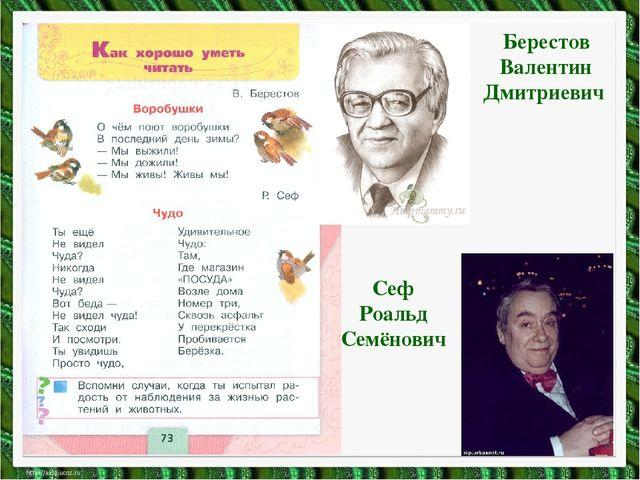 Как хорошо уметь
читать
В. Берестов
Воробушки
О чём поют воробушки
В последний день зимы?
— Мы выжили!
— Мы дожили!
— Мы живы! Живы мы!
Р. Сеф
Чудо
Ты ещё
Не видел
Чуда?
Никогда
Не видел
Чуда?
Вот беда —
Не видел чуда!
Так сходи
И посмотри.
Ты увидишь
Просто чудо,
Удивительное
Чудо:
Там,
Где магазин
«ПОСУДА»
Возле дома
Номер три,
Сквозь асфальт
У перекрёстка
Пробивается
Берёзка.
Вспомни случаи, когда ты испытал ра-
дость от наблюдения за жизнью рас-
тений и животных.
73
Берестов
Валентин
Дмитриевич
Сеф
Роальд
Семёнович